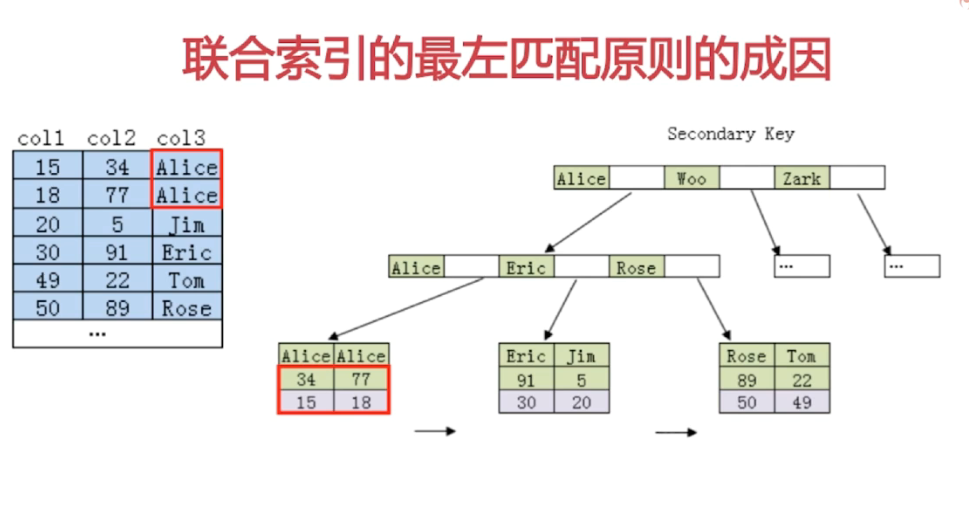 联合索引的最左匹配原则的成因
col1 col2 col3
15 34 Alice
18 77 Alice
20 5 Jim
30 91 Eric
49 22 Tom
50 89 Rose
...
Secondary Key
Alice Woo Zark
Alice Eric Rose
... ...
Alice Alice
34 77
15 18
Eric Jim
91 5
30 20
Rose Tom
89 22
50 49